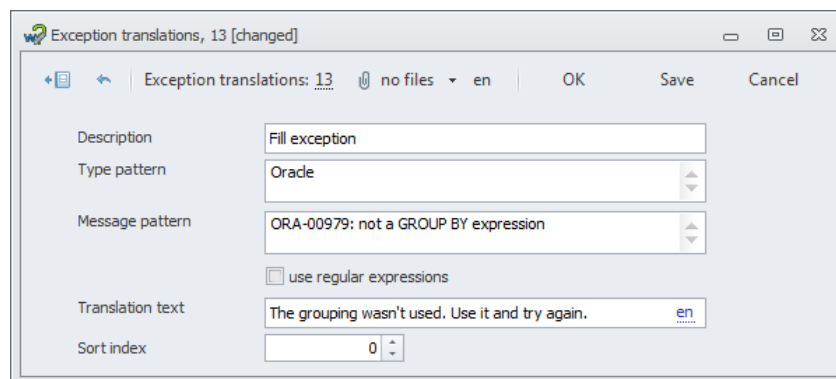 Exception translations, 13 [changed]
Exception translations: 13 no files en OK Save Cancel
Description Fill exception
Type pattern Oracle
Message pattern ORA-00979: not a GROUP BY expression
use regular expressions
Translation text The grouping wasn't used. Use it and try again. en
Sort index 0